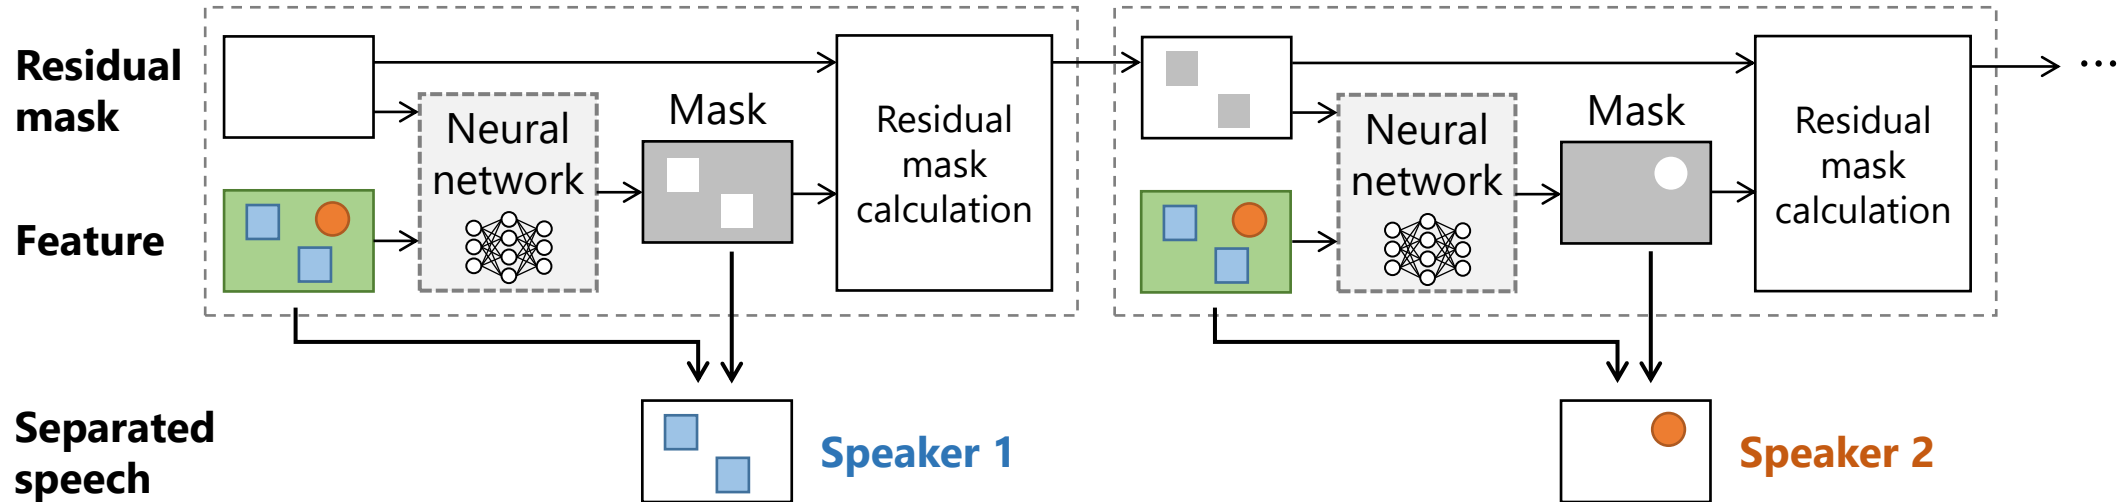 Residual
mask
Feature
Separated
speech
Neural
network
Mask
Residual
mask
calculation
Speaker 1
Neural
network
Mask
Residual
mask
calculation
Speaker 2
...